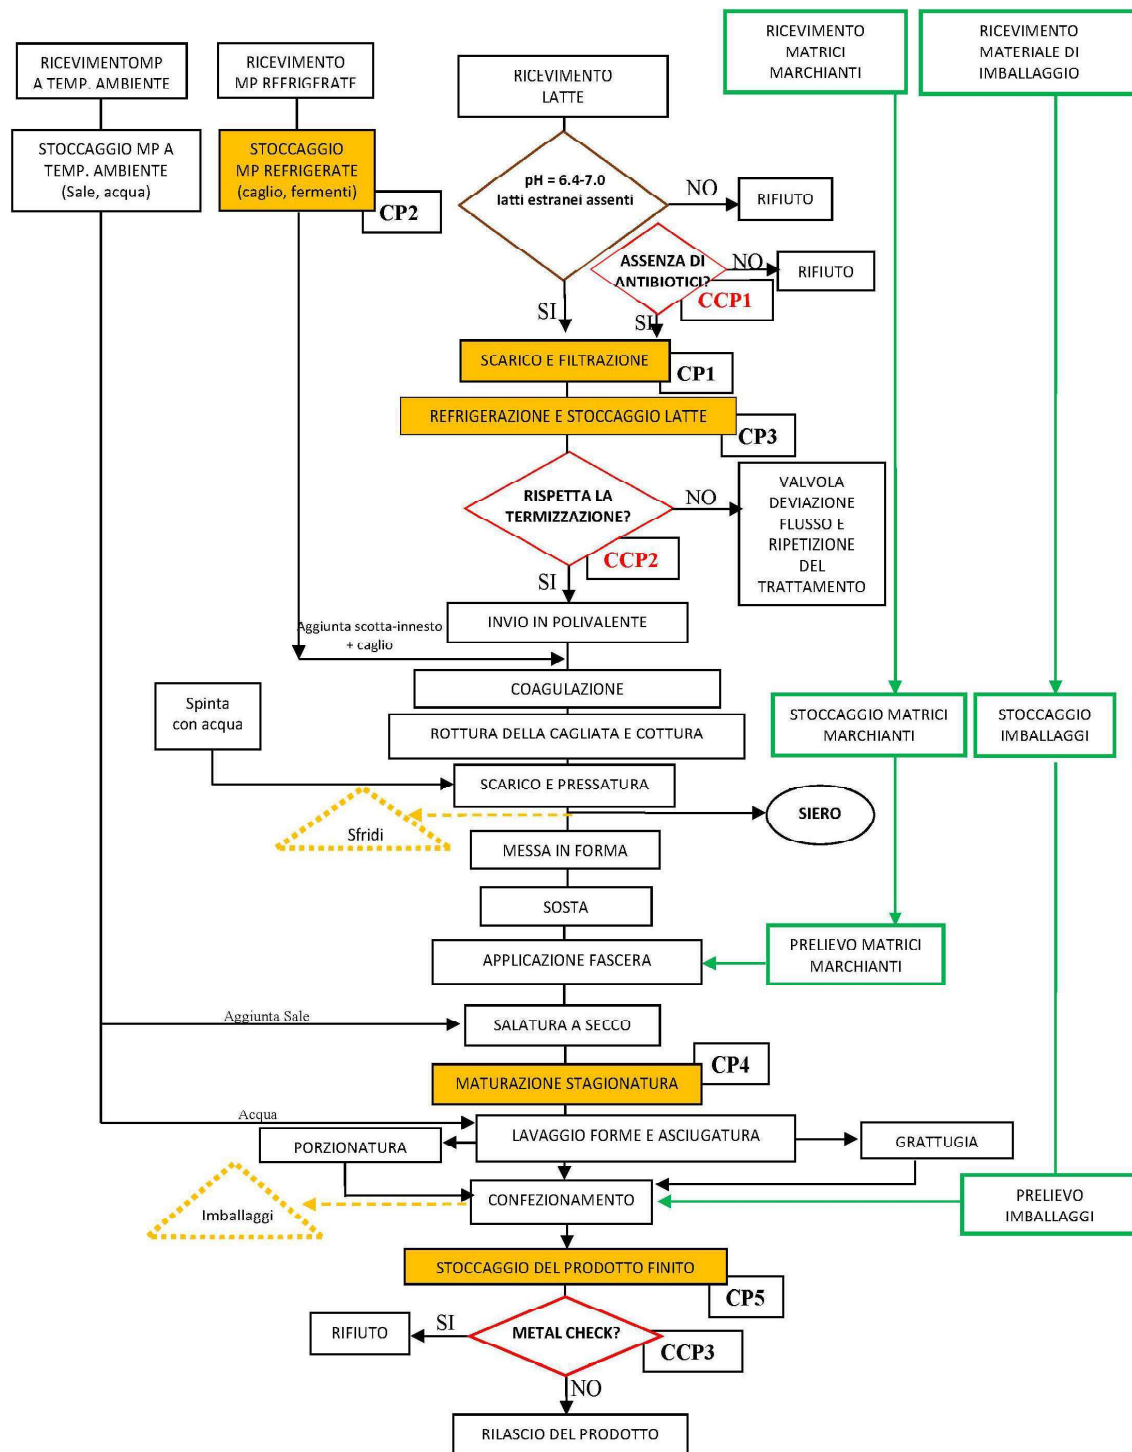 RICEVIMENTOMP
A TEMP. AMBIENTE
RICEVIMENTO
MP REFRIGERATE
RICEVIMENTO
LATTE
RICEVIMENTO
MATRICI
MARCHIANTI
RICEVIMENTO
MATERIALE DI
IMBALLAGGIO
STOCCAGGIO MP A
TEMP. AMBIENTE
(Sale, acqua)
STOCCAGGIO
MP REFRIGERATE
(caglio, fermenti)
CP2
pH = 6.4-7.0
latti estranei assenti
NO
RIFIUTO
ASSENZA DI
ANTIBIOTICI?
NO
RIFIUTO
CCP1
SI
SI
SCARICO E FILTRAZIONE
CP1
REFRIGERAZIONE E STOCCAGGIO LATTE
CP3
RISPETTA LA
TERMIZZAZIONE?
NO
VALVOLA
DEVIAZIONE
FLUSSO E
RIPETIZIONE
DEL
TRATTAMENTO
CCP2
SI
INVIO IN POLIVALENTE
Aggiunta scotta-innesto
+ caglio
COAGULAZIONE
Spinta
con acqua
ROTTURA DELLA CAGLIATA E COTTURA
STOCCAGGIO MATRICI
MARCHIANTI
STOCCAGGIO
IMBALLAGGI
SCARICO E PRESSATURA
Sfridi
SIERO
MESSA IN FORMA
SOSTA
APPLICAZIONE FASCERA
PRELIEVO MATRICI
MARCHIANTI
Aggiunta Sale
SALATURA A SECCO
CP4
MATURAZIONE STAGIONATURA
Acqua
LAVAGGIO FORME E ASCIUGATURA
PORZIONATURA
GRATTUGIA
CONFEZIONAMENTO
Imballaggi
PRELIEVO
IMBALLAGGI
STOCCAGGIO DEL PRODOTTO FINITO
CP5
RIFIUTO
SI
METAL CHECK?
CCP3
NO
RILASCIO DEL PRODOTTO